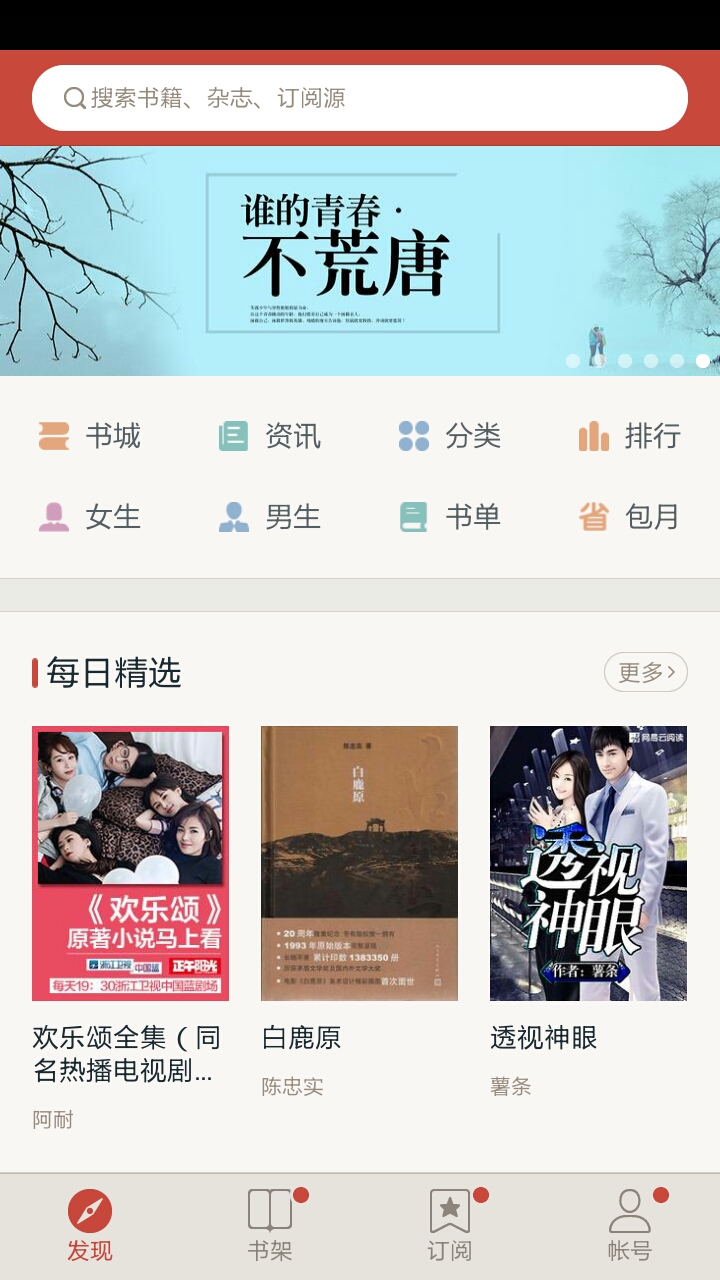 搜索书籍、杂志、订阅源
谁的青春·
不荒唐
书城
资讯
分类
排行
女生
男生
书单
省
包月
每日精选
更多
《欢乐颂》
原著小说马上看
浙江卫视 中国蓝 正午阳光
每天19：30浙江卫视中国蓝剧场
陈忠实 著
白鹿原
20 周年
1993 年原始版本
累计印数 1383350 册
首次面世
网易云阅读
透视
神眼
作者：薯条
欢乐颂全集（同
名热播电视剧...
阿耐
白鹿原
陈忠实
透视神眼
薯条
发现
书架
订阅
帐号